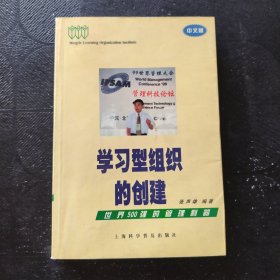 Mingde Learning Organization Institute
中文版
99世界管理大会
World Management
Conference '99
管理科技论坛
学习型组织
的创建
张声雄 编著
世界500强的管理利器
上海科学普及出版社